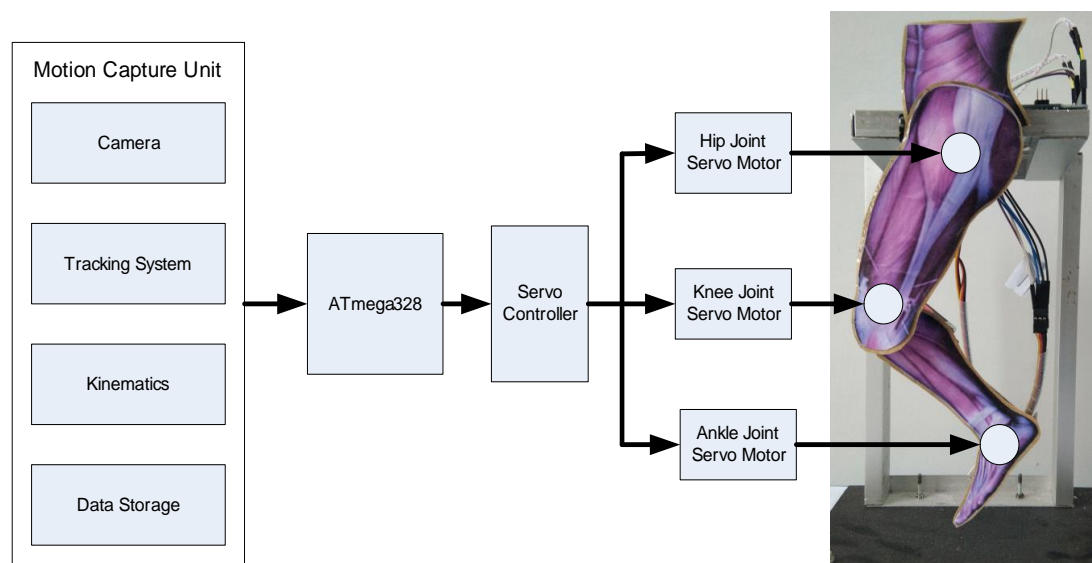 Motion Capture Unit
Camera
Tracking System
Kinematics
Data Storage
ATmega328
Servo
Controller
Hip Joint
Servo Motor
Knee Joint
Servo Motor
Ankle Joint
Servo Motor